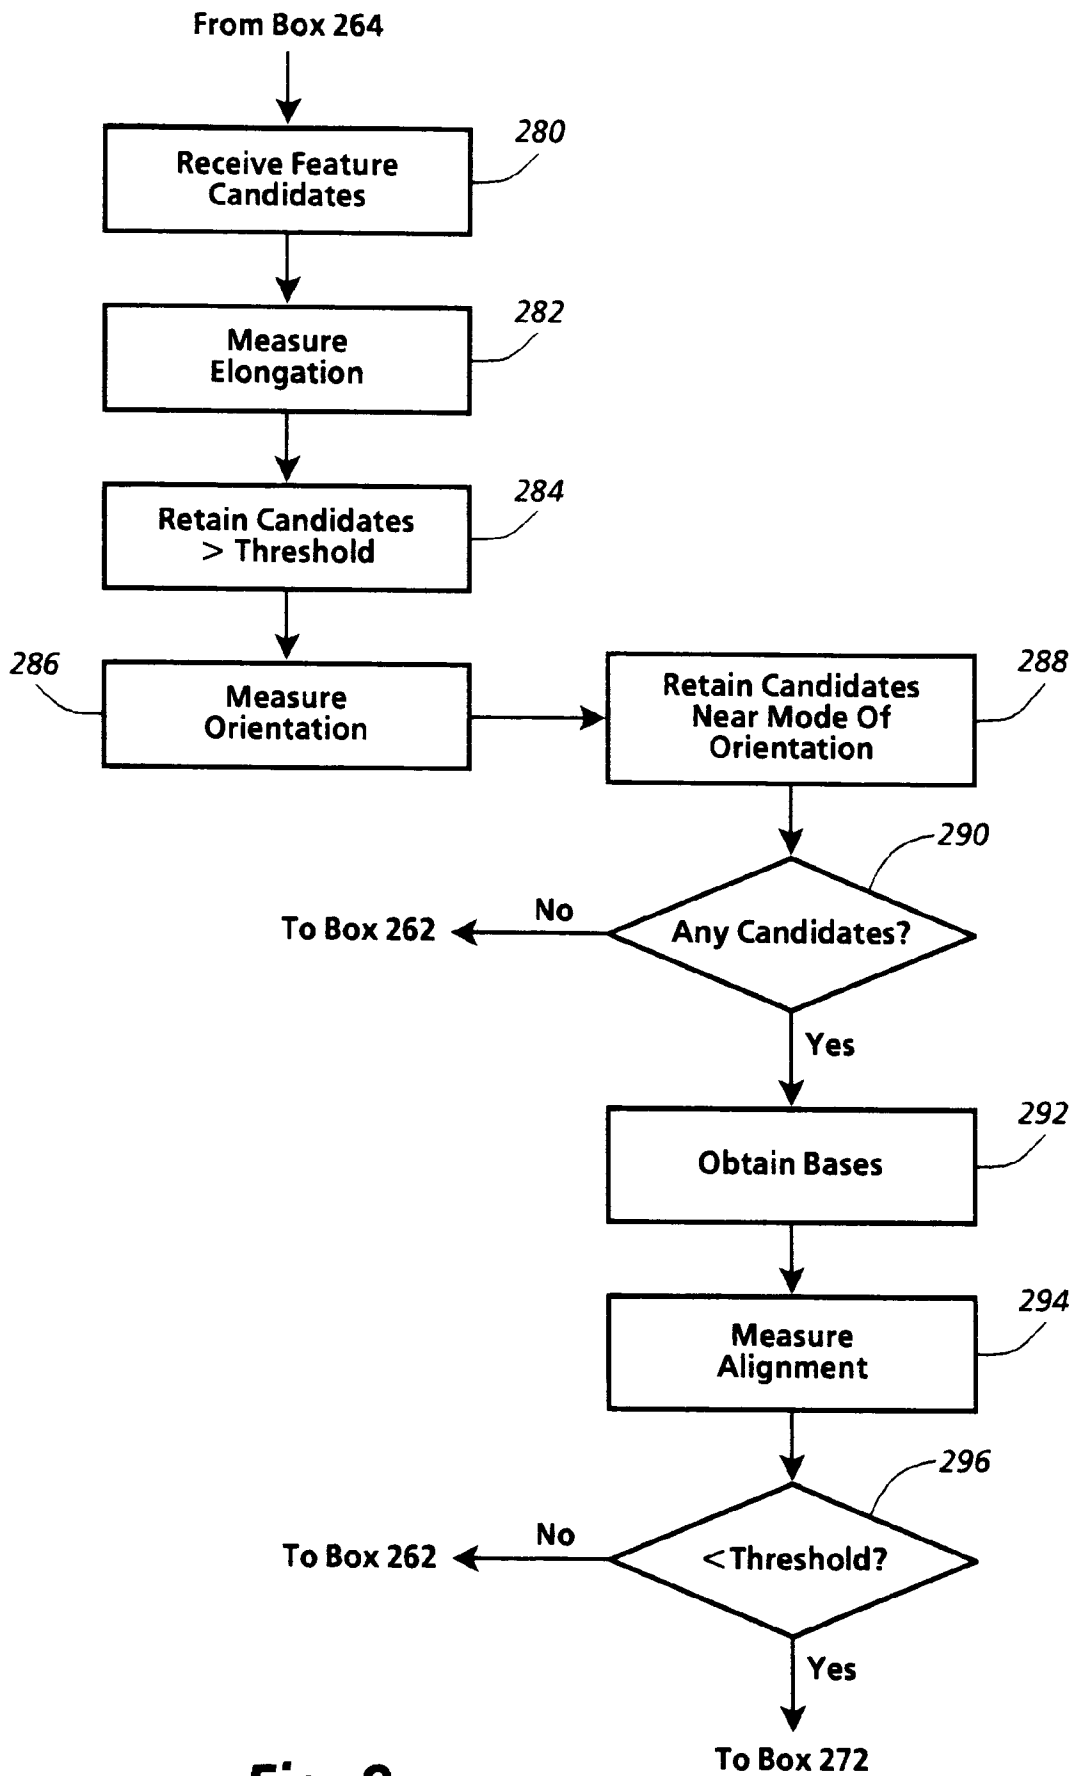 From Box 264
280
Receive Feature
Candidates
282
Measure
Elongation
284
Retain Candidates
> Threshold
286
Measure
Orientation
288
Retain Candidates
Near Mode Of
Orientation
290
Any Candidates?
No
To Box 262
Yes
292
Obtain Bases
294
Measure
Alignment
296
< Threshold?
No
To Box 262
Yes
To Box 272